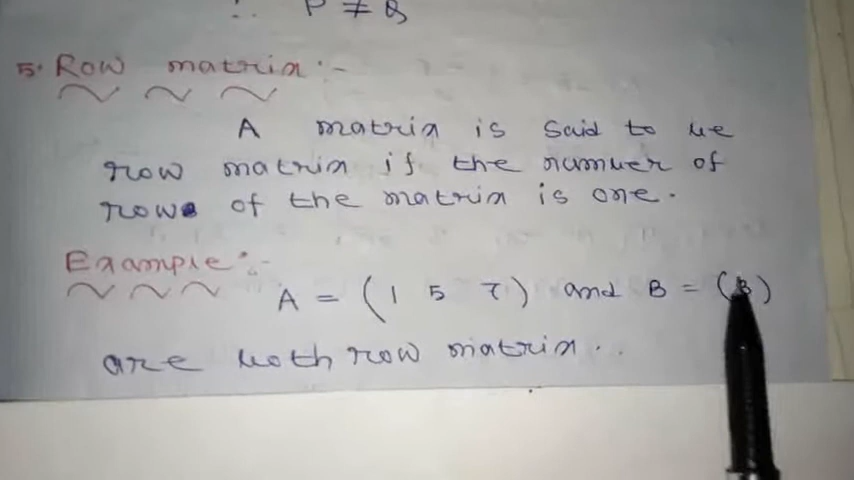 ∴ P ≠ Q
5. Row matrix :-
A matrix is said to be
row matrix if the number of
rows of the matrix is one.
Example :-
A = (1 5 7) and B = (3)
are both row matrix..